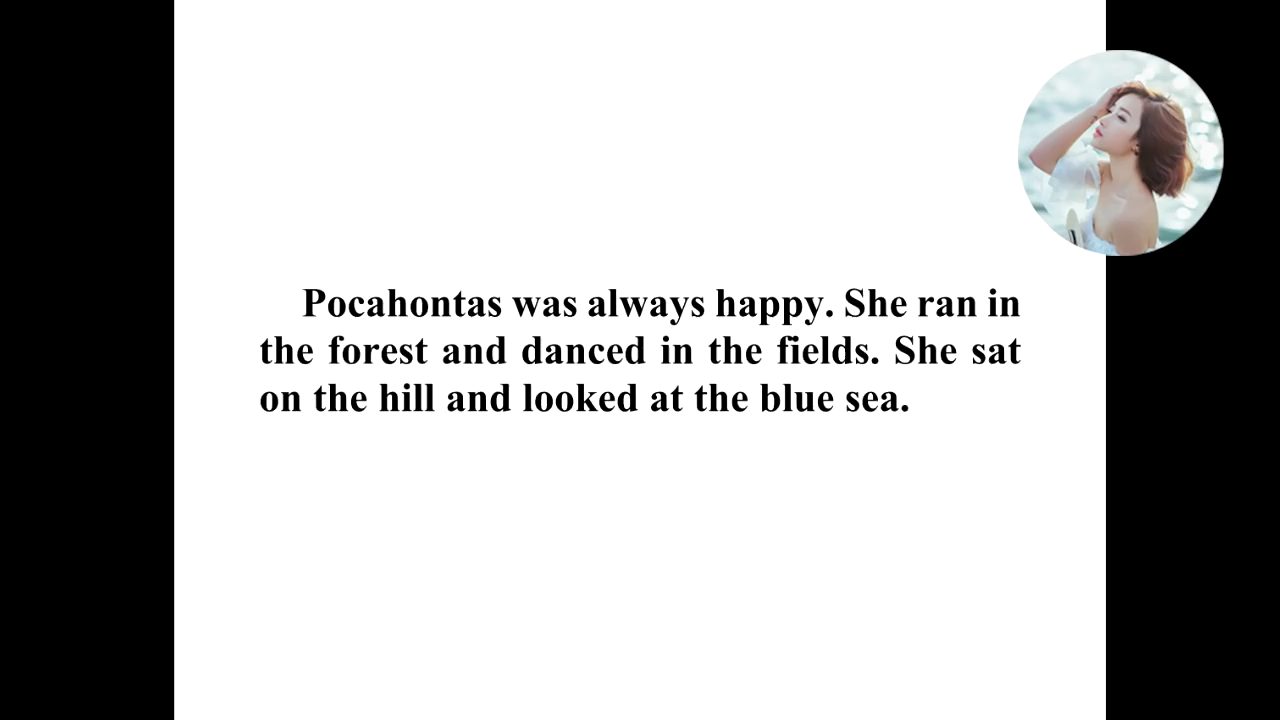 Pocahontas was always happy. She ran in
the forest and danced in the fields. She sat
on the hill and looked at the blue sea.